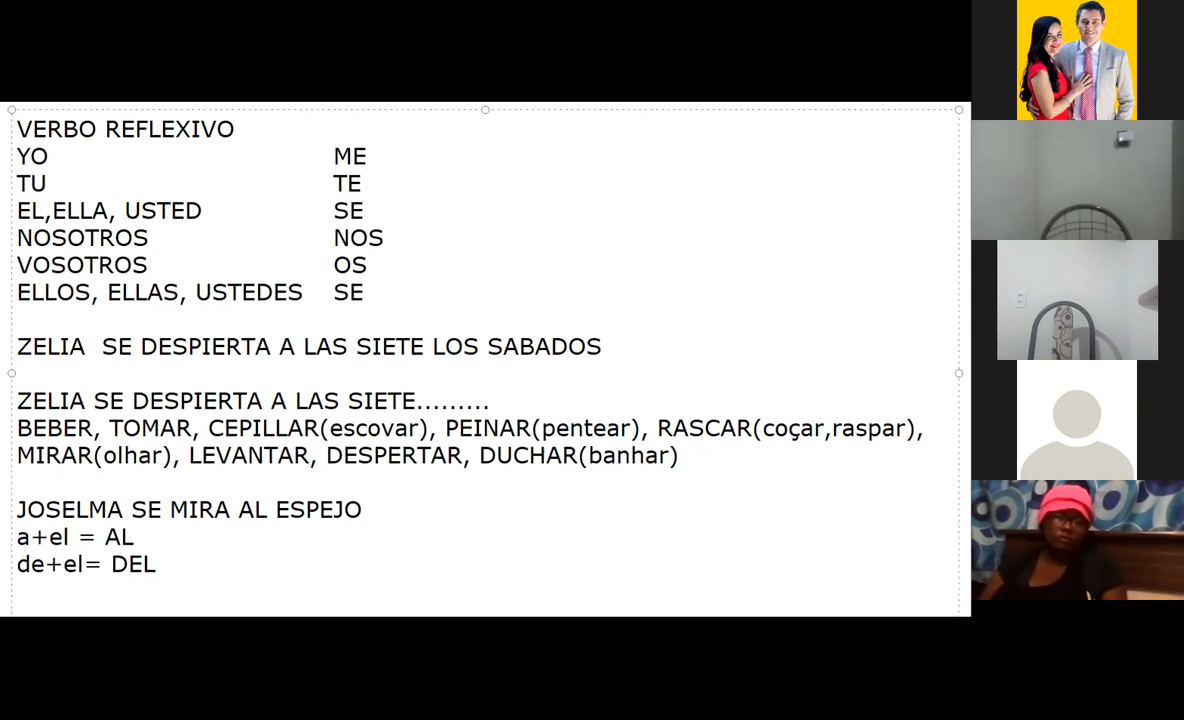 VERBO REFLEXIVO
YO ME
TU TE
EL,ELLA, USTED SE
NOSOTROS NOS
VOSOTROS OS
ELLOS, ELLAS, USTEDES SE
ZELIA SE DESPIERTA A LAS SIETE LOS SABADOS
ZELIA SE DESPIERTA A LAS SIETE.........
BEBER, TOMAR, CEPILLAR(escovar), PEINAR(pentear), RASCAR(coçar,raspar),
MIRAR(olhar), LEVANTAR, DESPERTAR, DUCHAR(banhar)
JOSELMA SE MIRA AL ESPEJO
a+el = AL
de+el= DEL